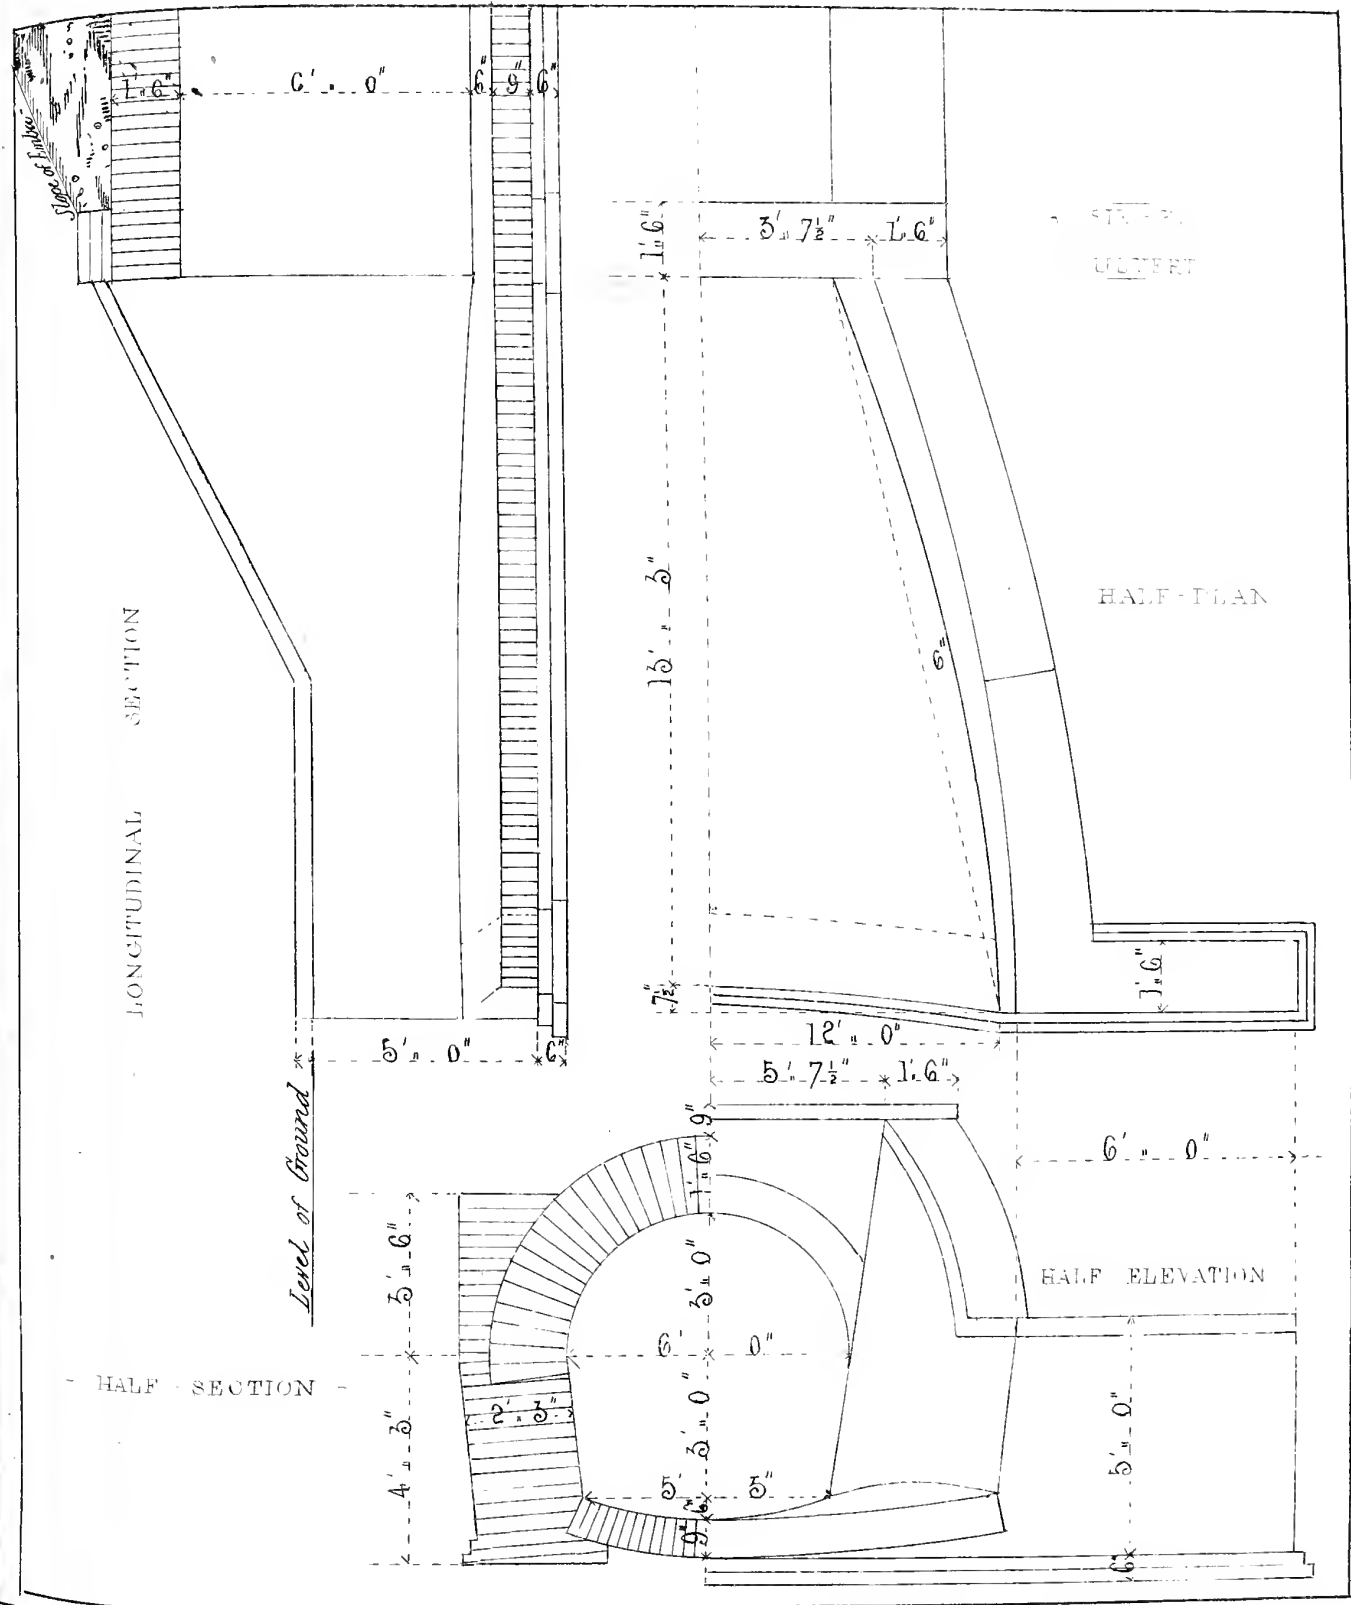 1'.. 6"
6' . 0"
6"
9"
6"
Slope of Emb
1'.. 6"
3'. 7½"
1'. 6"
13' .. 3"
6"
HALF-PLAN
LONGITUDINAL SECTION
1'. 6"
7½"
12' .. 0"
5' .. 0"
6"
5'. 7½"
1'. 6"
Level of Ground
9"
1'. 6"
6' .. 0"
3' .. 6"
3' .. 0"
HALF ELEVATION
6' 0"
- HALF SECTION -
2' . 3"
4' .. 3"
3' .. 0"
5' .. 0"
5' 5"
9"
6"